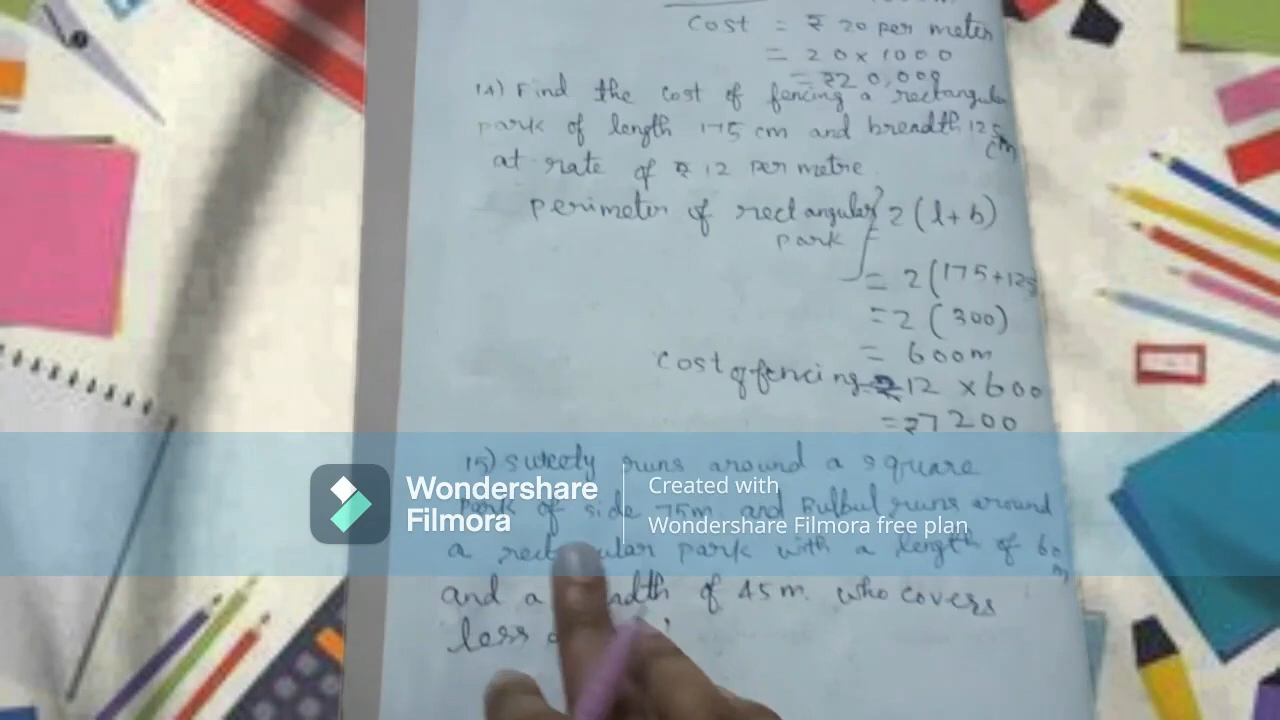 cost = ₹ 20 per meter
= 20 x 1000
= ₹20,000
14) Find the cost of fencing a rectangular
park of length 175 cm and breadth 125
cm
at rate of ₹ 12 per metre
perimeter of rectangular 2 (l+b)
park =
= 2 (175+125
= 2 (300)
= 600m
cost of fencing = ₹12 x 600
= ₹7200
15) sweety runs around a square
park of side 75m and Bulbul runs around
a rectangular park with a length of 60
m
and a breadth of 45 m. who covers
less
Wondershare
Filmora
Created with
Wondershare Filmora free plan